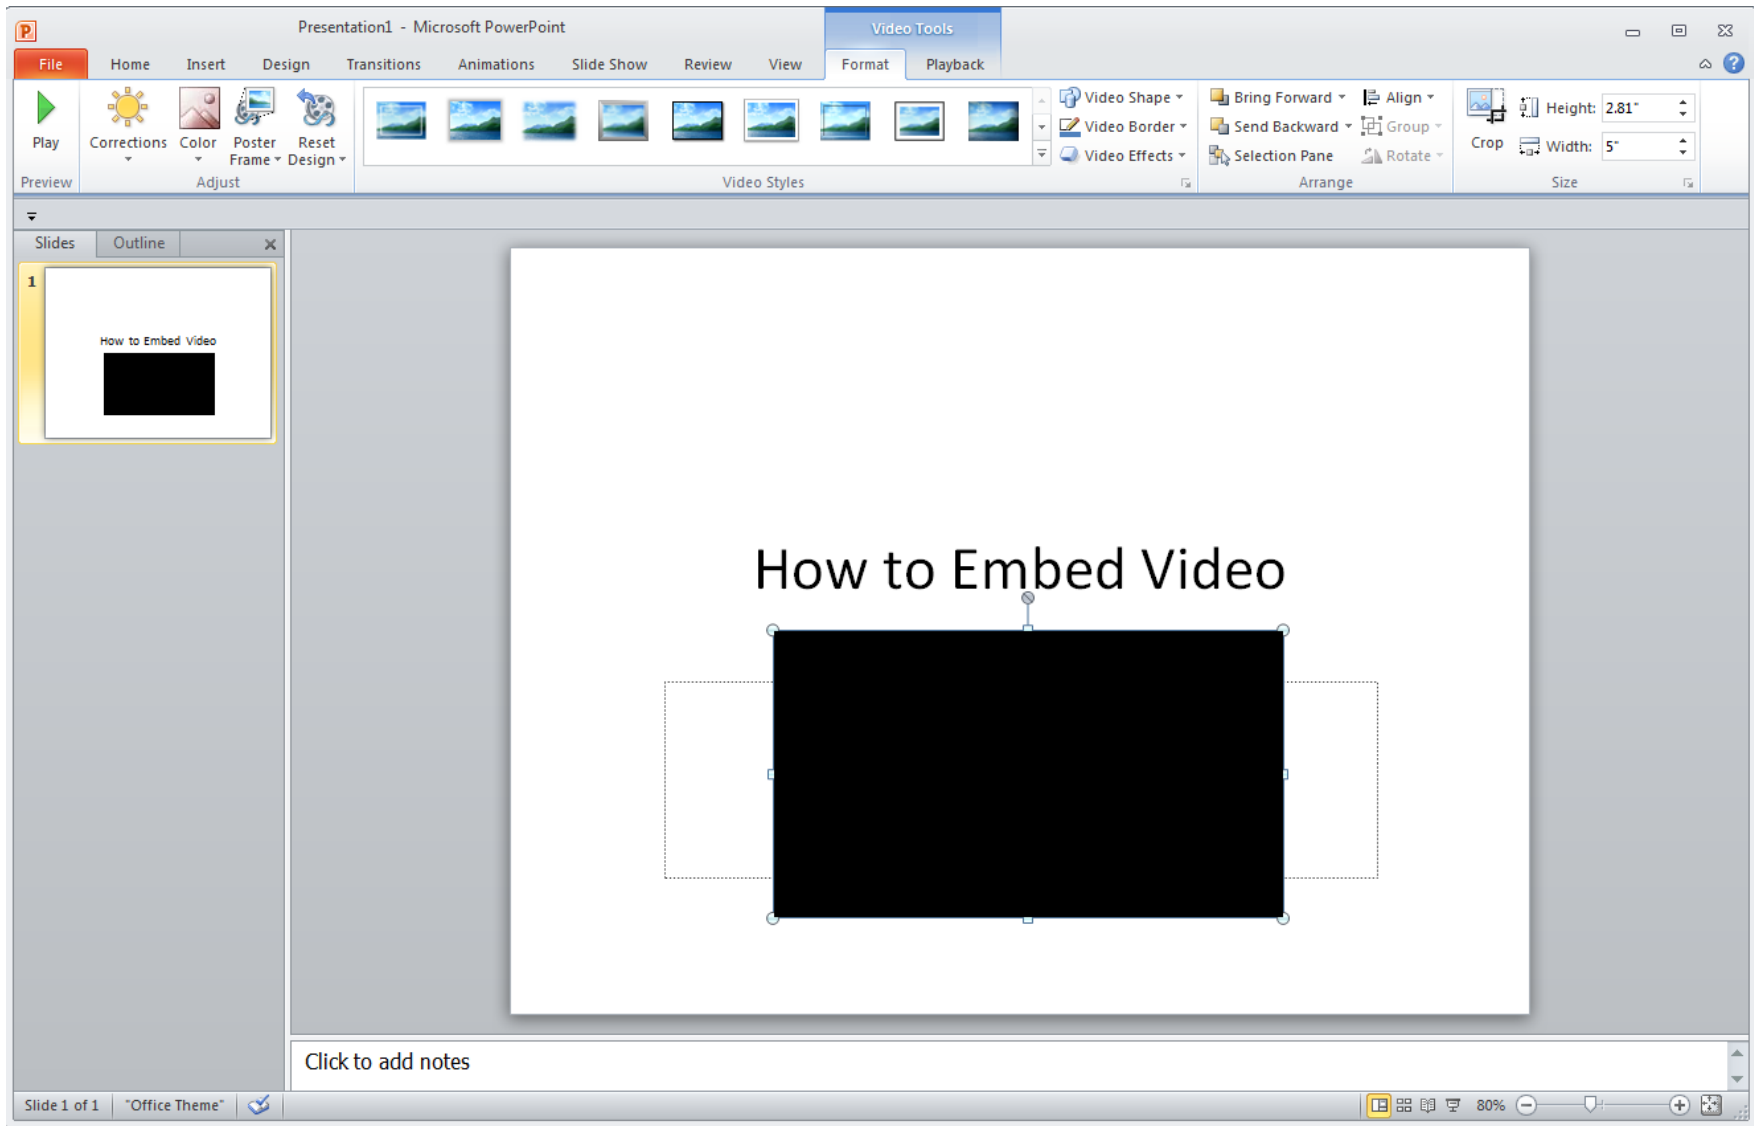 Presentation1 - Microsoft PowerPoint
Video Tools
File Home Insert Design Transitions Animations Slide Show Review View Format Playback
Play
Corrections
Color
Poster Frame
Reset Design
Video Shape
Video Border
Video Effects
Bring Forward
Send Backward
Selection Pane
Align
Group
Rotate
Crop
Height: 2.81"
Width: 5"
Preview Adjust Video Styles Arrange Size
Slides Outline
1
How to Embed Video
How to Embed Video
Click to add notes
Slide 1 of 1 "Office Theme" 80%